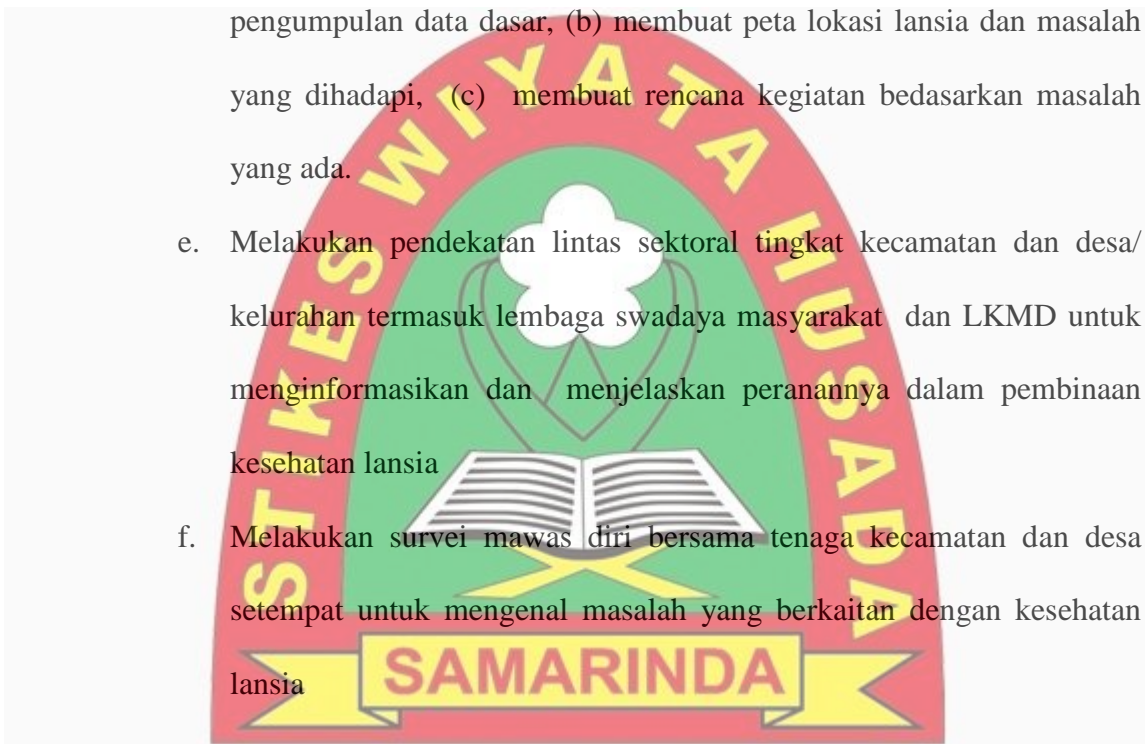 pengumpulan data dasar, (b) membuat peta lokasi lansia dan masalah
yang dihadapi, (c) membuat rencana kegiatan bedasarkan masalah
yang ada.
e. Melakukan pendekatan lintas sektoral tingkat kecamatan dan desa/
kelurahan termasuk lembaga swadaya masyarakat dan LKMD untuk
menginformasikan dan menjelaskan peranannya dalam pembinaan
kesehatan lansia
f. Melakukan survei mawas diri bersama tenaga kecamatan dan desa
setempat untuk mengenal masalah yang berkaitan dengan kesehatan
lansia
STIKES WIYATA HUSADA
SAMARINDA